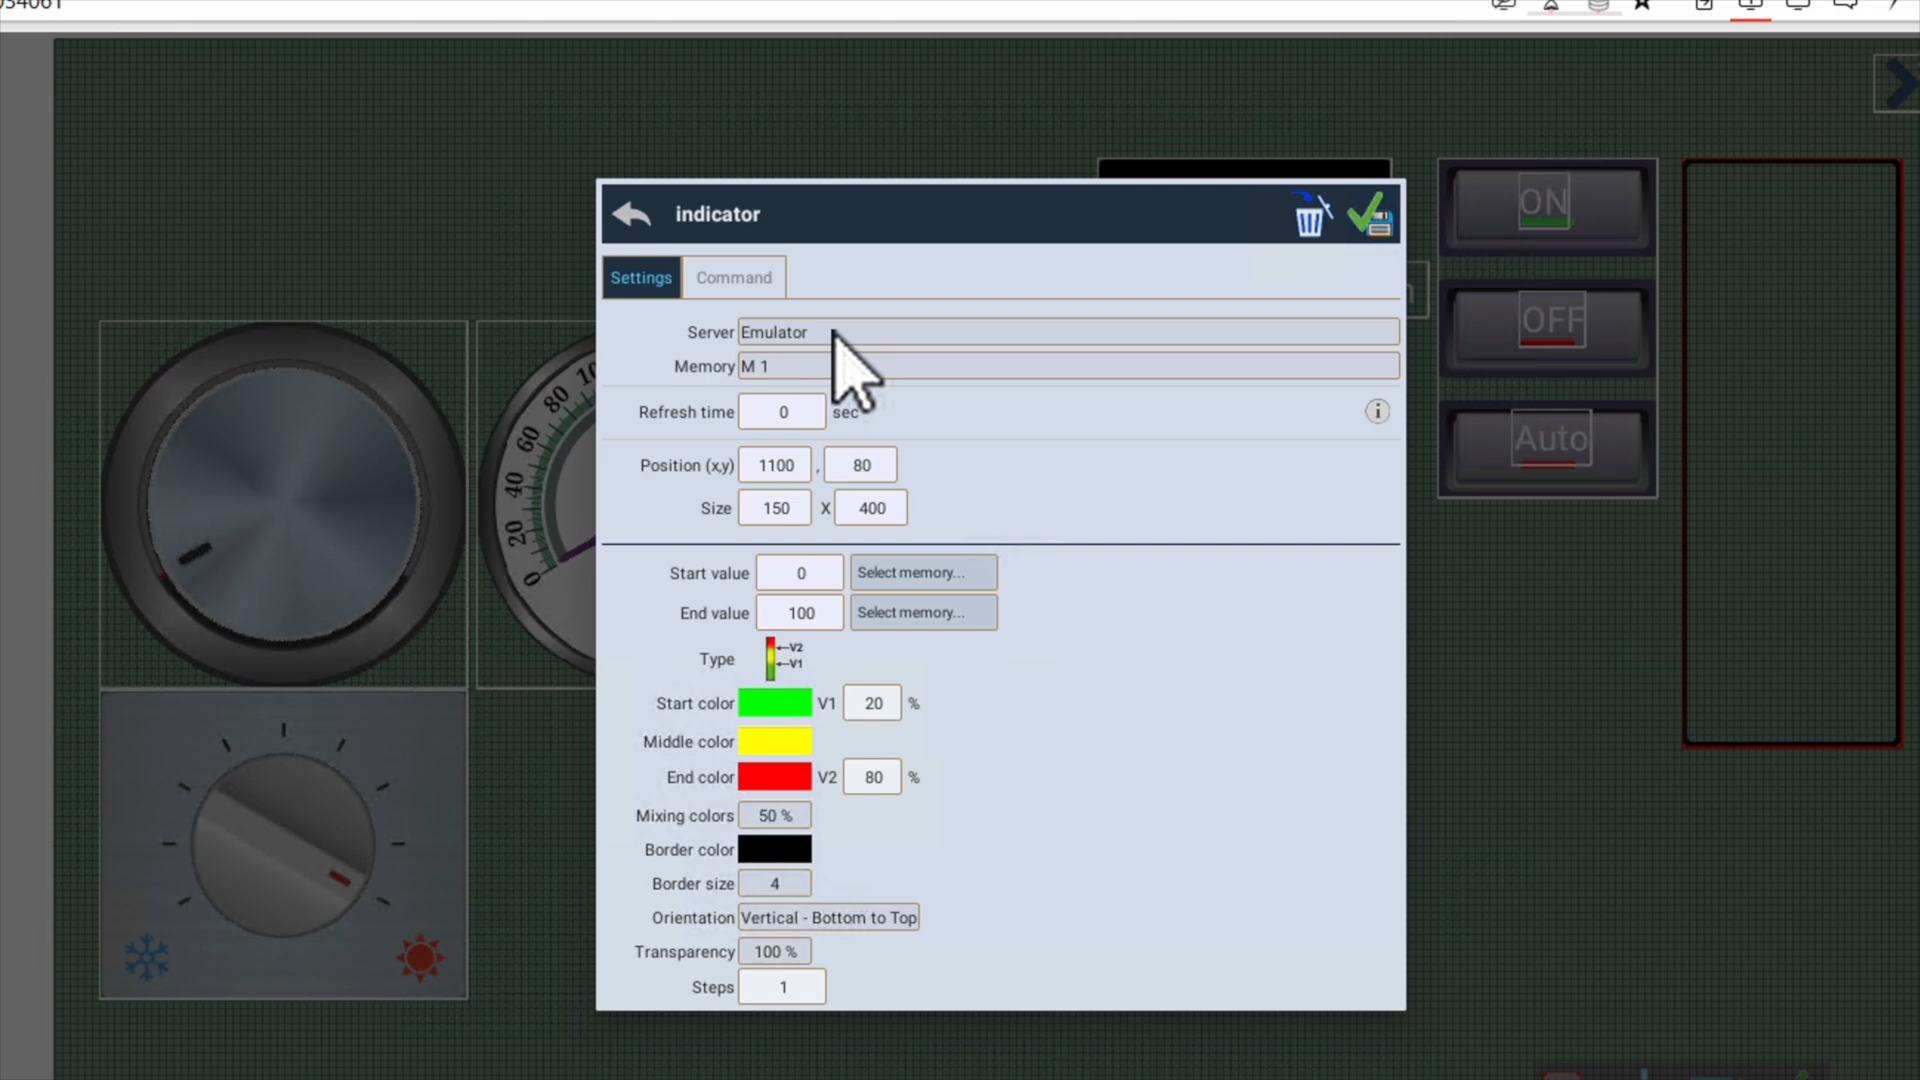 034061
indicator
Settings Command
Server Emulator
Memory M 1
Refresh time 0 sec i
Position (x,y) 1100 , 80
Size 150 X 400
Start value 0 Select memory...
End value 100 Select memory...
Type V2
V1
Start color V1 20 %
Middle color
End color V2 80 %
Mixing colors 50 %
Border color
Border size 4
Orientation Vertical - Bottom to Top
Transparency 100 %
Steps 1
ON
OFF
Auto
0
20
40
60
80